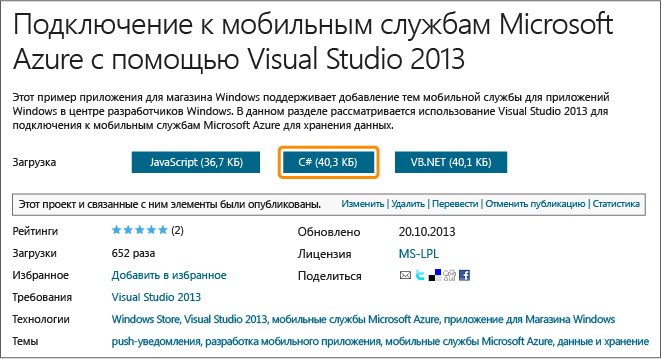 Подключение к мобильным службам Microsoft
Azure с помощью Visual Studio 2013
Этот пример приложения для магазина Windows поддерживает добавление тем мобильной службы для приложений
Windows в центре разработчиков Windows. В данном разделе рассматривается использование Visual Studio 2013 для
подключения к мобильным службам Microsoft Azure для хранения данных.
Загрузка JavaScript (36,7 КБ) C# (40,3 КБ) VB.NET (40,1 КБ)
Этот проект и связанные с ним элементы были опубликованы. Изменить | Удалить | Перевести | Отменить публикацию | Статистика
Рейтинги (2) Обновлено 20.10.2013
Загрузки 652 раза Лицензия MS-LPL
Избранное Добавить в избранное Поделиться
Требования Visual Studio 2013
Технологии Windows Store, Visual Studio 2013, мобильные службы Microsoft Azure, приложение для Магазина Windows
Темы push-уведомления, разработка мобильного приложения, мобильные службы Microsoft Azure, данные и хранение